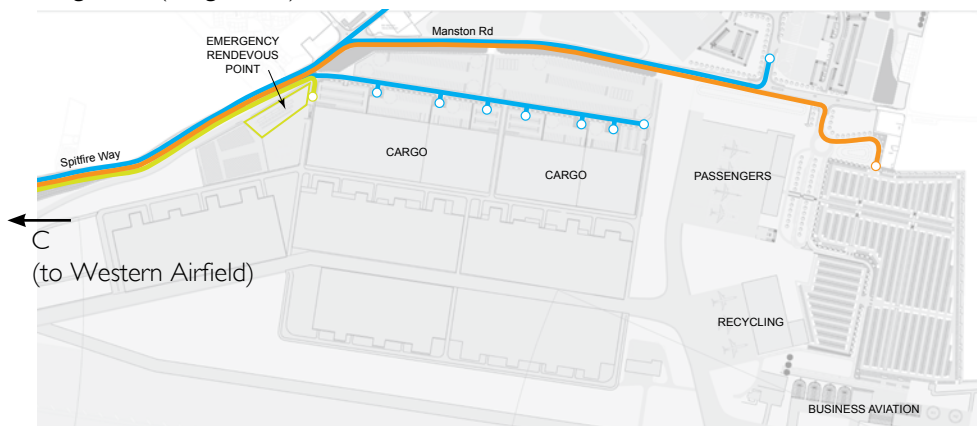 Manston Rd
EMERGENCY
RENDEVOUS
POINT
Spitfire Way
CARGO
CARGO
PASSENGERS
C
(to Western Airfield)
RECYCLING
BUSINESS AVIATION